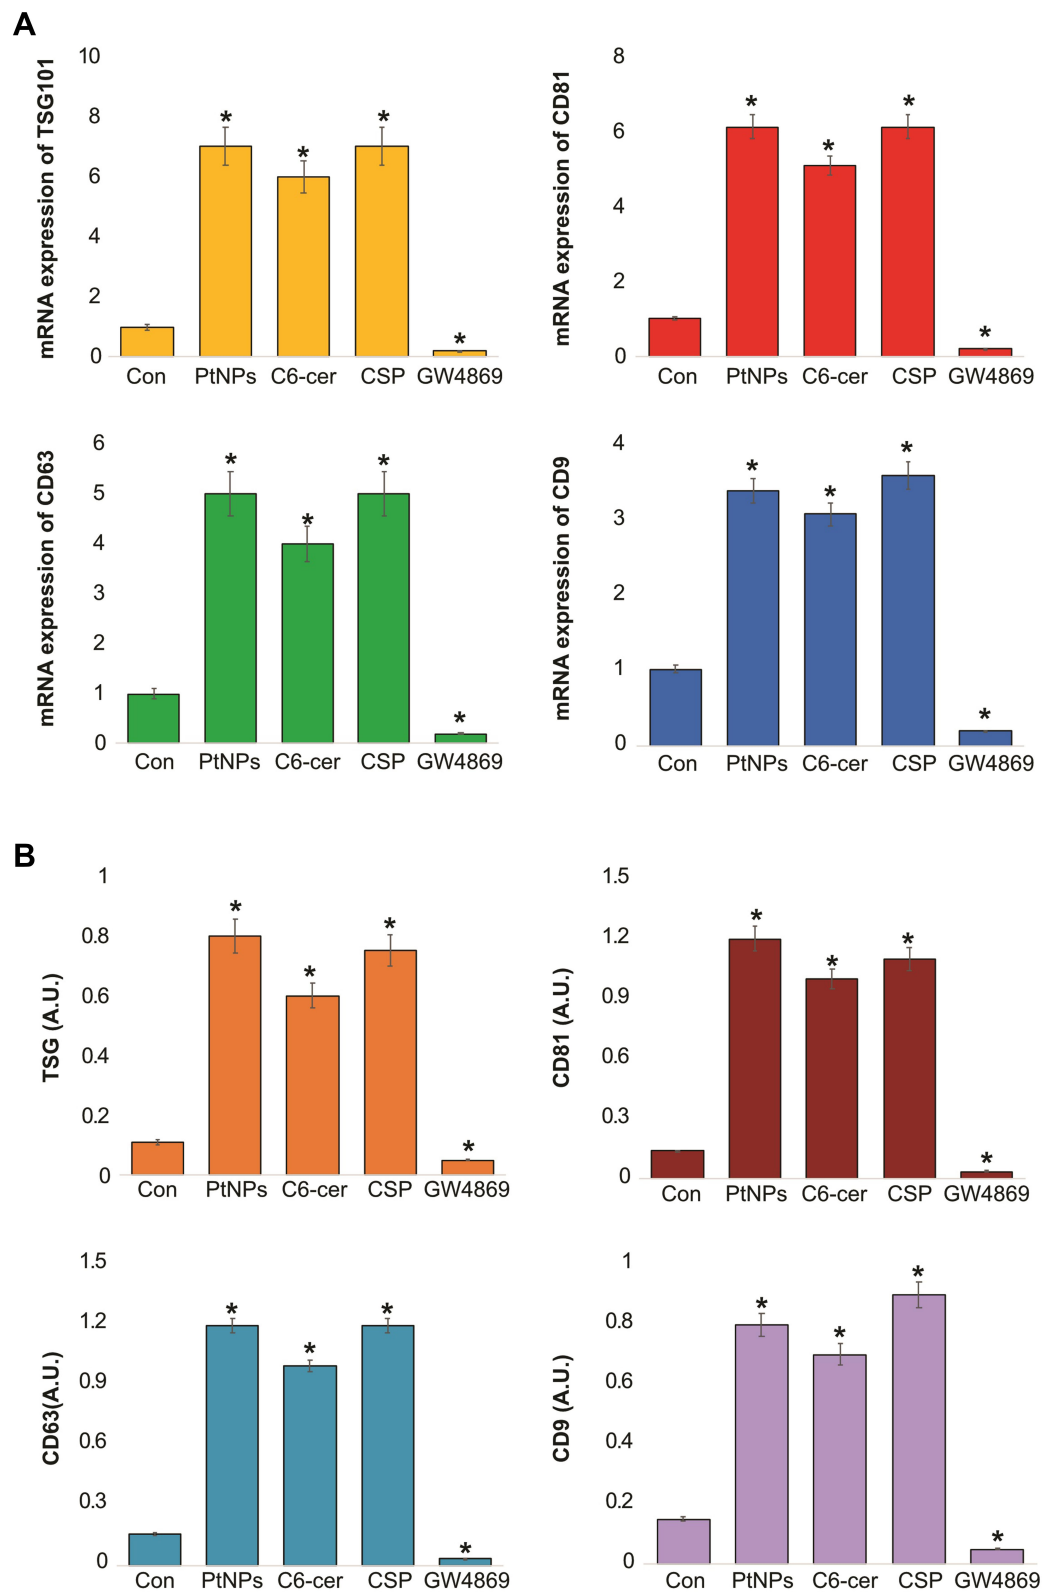 A
mRNA expression of TSG101
10
8
6
4
2
0
* * * *
Con PtNPs C6-cer CSP GW4869
mRNA expression of CD81
8
6
4
2
0
* * * *
Con PtNPs C6-cer CSP GW4869
mRNA expression of CD63
6
5
4
3
2
1
0
* * * *
Con PtNPs C6-cer CSP GW4869
mRNA expression of CD9
4
3
2
1
0
* * * *
Con PtNPs C6-cer CSP GW4869
B
TSG (A.U.)
1
0.8
0.6
0.4
0.2
0
* * * *
Con PtNPs C6-cer CSP GW4869
CD81 (A.U.)
1.5
1.2
0.9
0.6
0.3
0
* * * *
Con PtNPs C6-cer CSP GW4869
CD63(A.U.)
1.5
1.2
0.9
0.6
0.3
0
* * * *
Con PtNPs C6-cer CSP GW4869
CD9 (A.U.)
1
0.8
0.6
0.4
0.2
0
* * * *
Con PtNPs C6-cer CSP GW4869